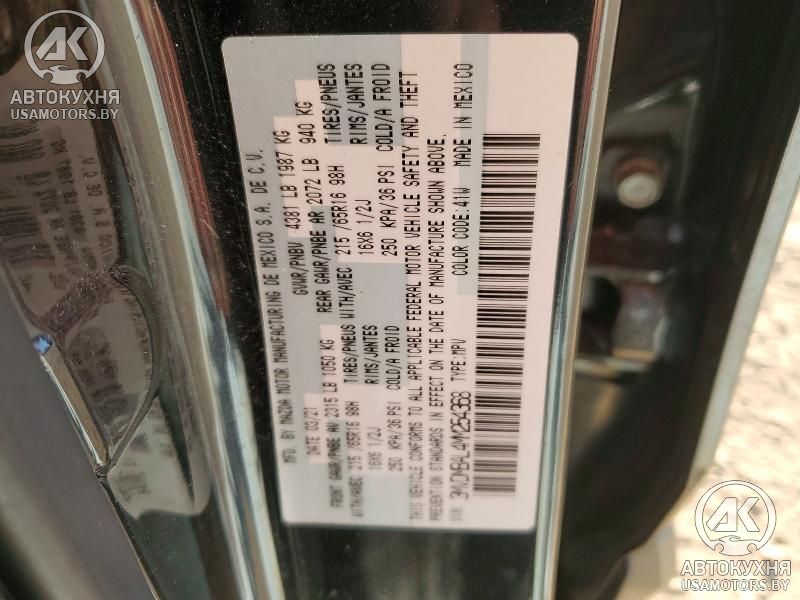 AK
АВТОКУХНЯ
USAMOTORS.BY
MFD. BY MAZDA MOTOR MANUFACTURING DE MEXICO S.A. DE C.V.
DATE 03/21 GVWR/PNBV 4381 LB 1987 KG
FRONT GAWR/PNBE AV 2315 LB 1050 KG REAR GAWR/PNBE AR 2072 LB 940 KG
WITH/AVEC 215 /65R16 98H TIRES/PNEUS WITH/AVEC 215 /65R16 98H TIRES/PNEUS
16X6 1/2J RIMS/JANTES 16X6 1/2J RIMS/JANTES
250 KPA/36 PSI COLD/A FROID 250 KPA/36 PSI COLD/A FROID
THIS VEHICLE CONFORMS TO ALL APPLICABLE FEDERAL MOTOR VEHICLE SAFETY AND THEFT
PREVENTION STANDARDS IN EFFECT ON THE DATE OF MANUFACTURE SHOWN ABOVE.
VIN: TYPE:MPV COLOR CODE:41W MADE IN MEXICO
AK
АВТОКУХНЯ
USAMOTORS.BY